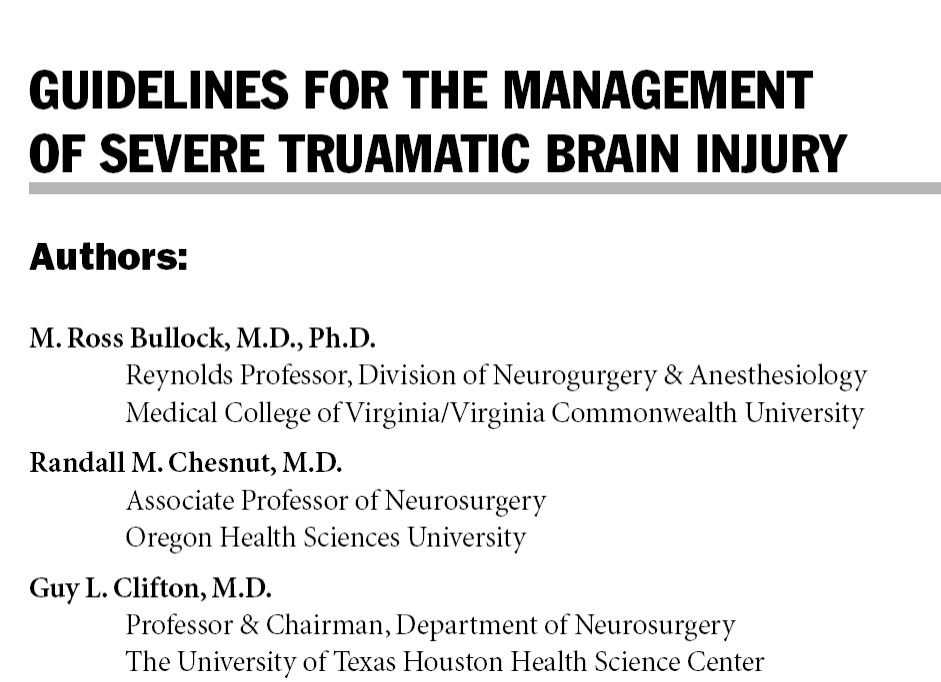 GUIDELINES FOR THE MANAGEMENT
OF SEVERE TRUAMATIC BRAIN INJURY
Authors:
M. Ross Bullock, M.D., Ph.D.
Reynolds Professor, Division of Neurogurgery & Anesthesiology
Medical College of Virginia/Virginia Commonwealth University
Randall M. Chesnut, M.D.
Associate Professor of Neurosurgery
Oregon Health Sciences University
Guy L. Clifton, M.D.
Professor & Chairman, Department of Neurosurgery
The University of Texas Houston Health Science Center